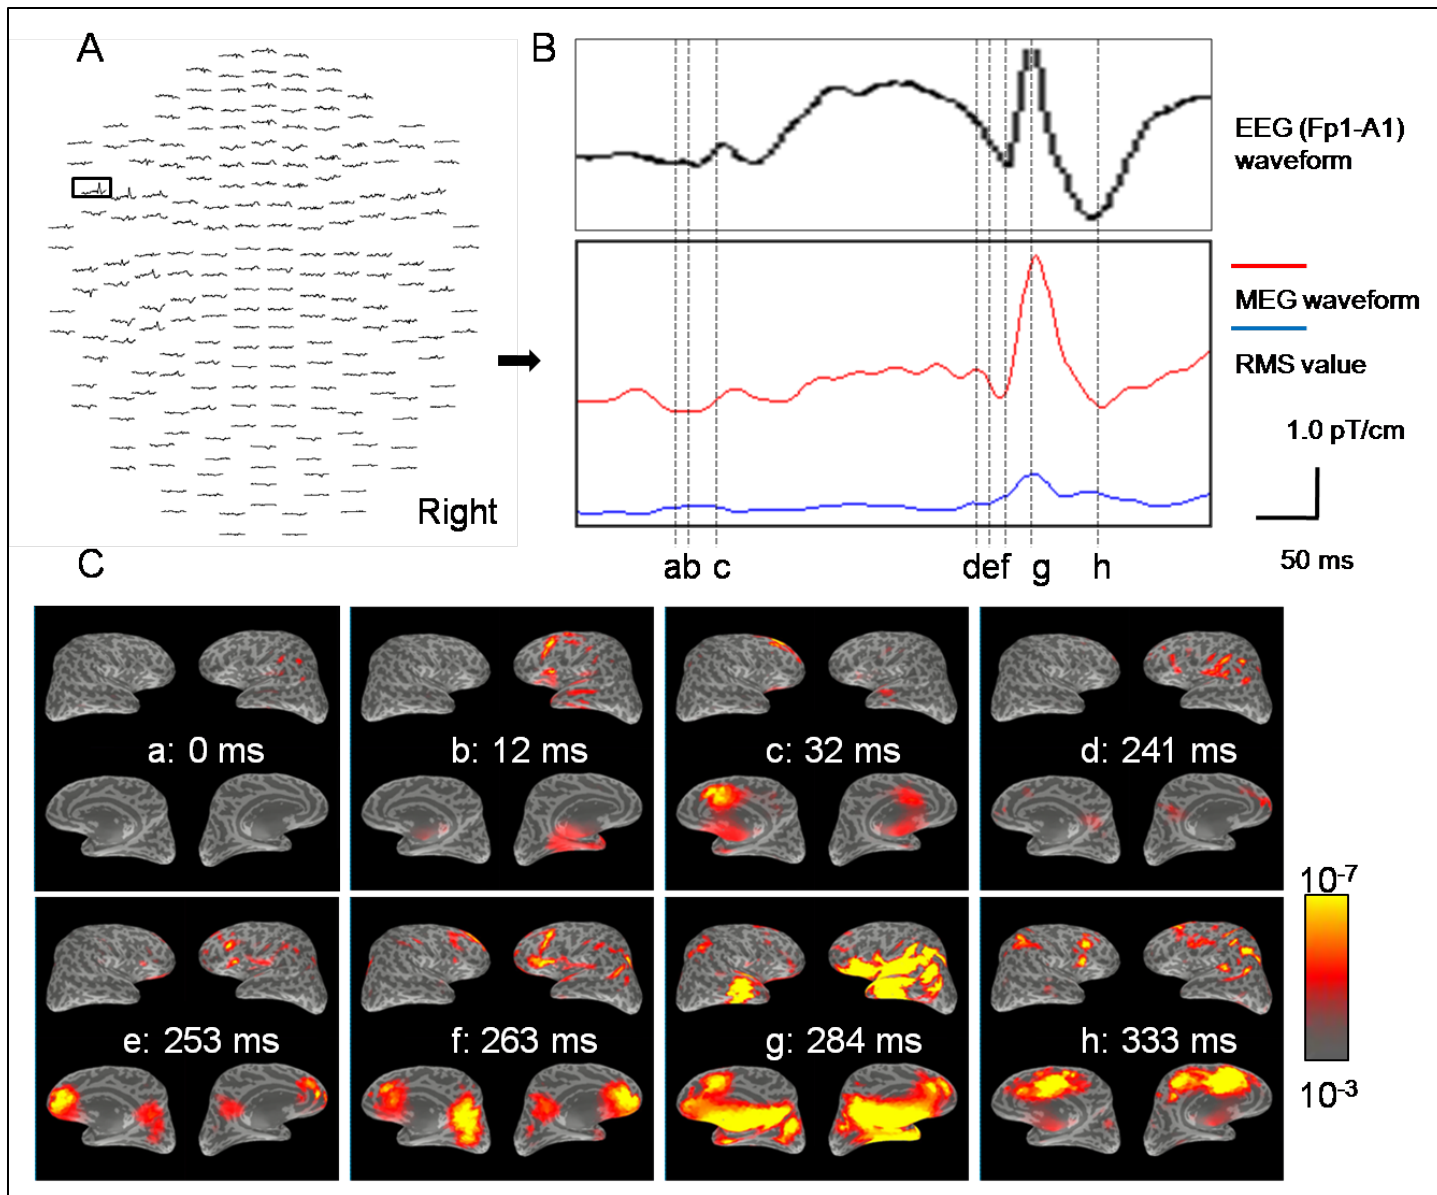 A
B
EEG (Fp1-A1)
waveform
MEG waveform
RMS value
1.0 pT/cm
50 ms
Right
ab c def g h
C
a: 0 ms
b: 12 ms
c: 32 ms
d: 241 ms
e: 253 ms
f: 263 ms
g: 284 ms
h: 333 ms
10-7
10-3